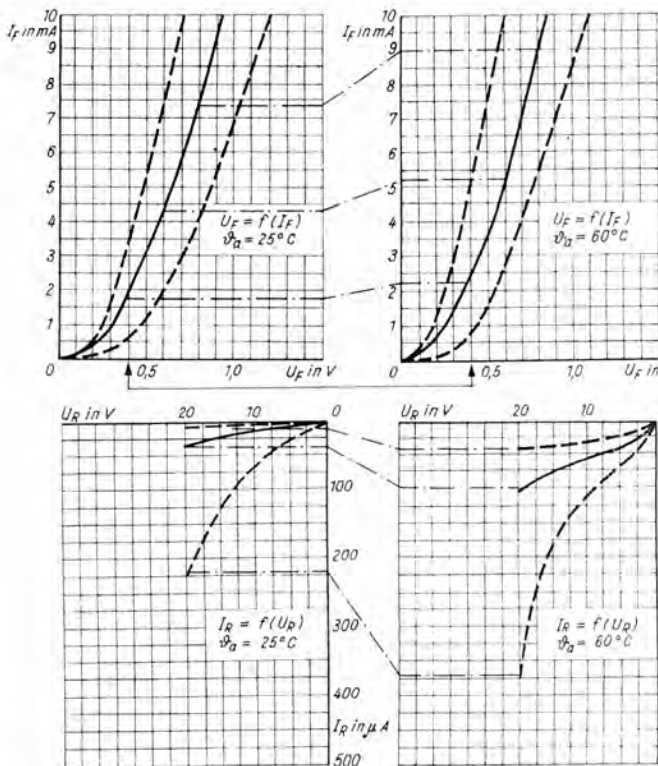 I_F in mA
10
9
8
7
6
5
4
3
2
1
0
0,5
1,0
U_F in V
U_F = f(I_F)
ϑ_a = 25°C
I_F in mA
10
9
8
7
6
5
4
3
2
1
0
0,5
1,0
U_F in V
U_F = f(I_F)
ϑ_a = 60°C
U_R in V
20
10
0
100
200
300
400
500
I_R in µA
I_R = f(U_R)
ϑ_a = 25°C
U_R in V
20
10
I_R = f(U_R)
ϑ_a = 60°C